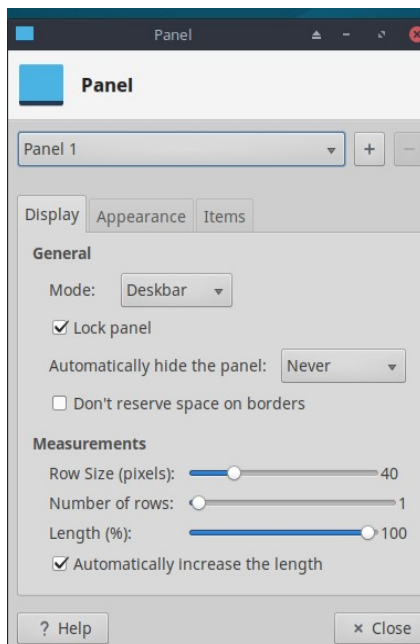 Panel
Panel
Panel 1
Display Appearance Items
General
Mode: Deskbar
Lock panel
Automatically hide the panel: Never
Don't reserve space on borders
Measurements
Row Size (pixels): 40
Number of rows: 1
Length (%): 100
Automatically increase the length
? Help × Close